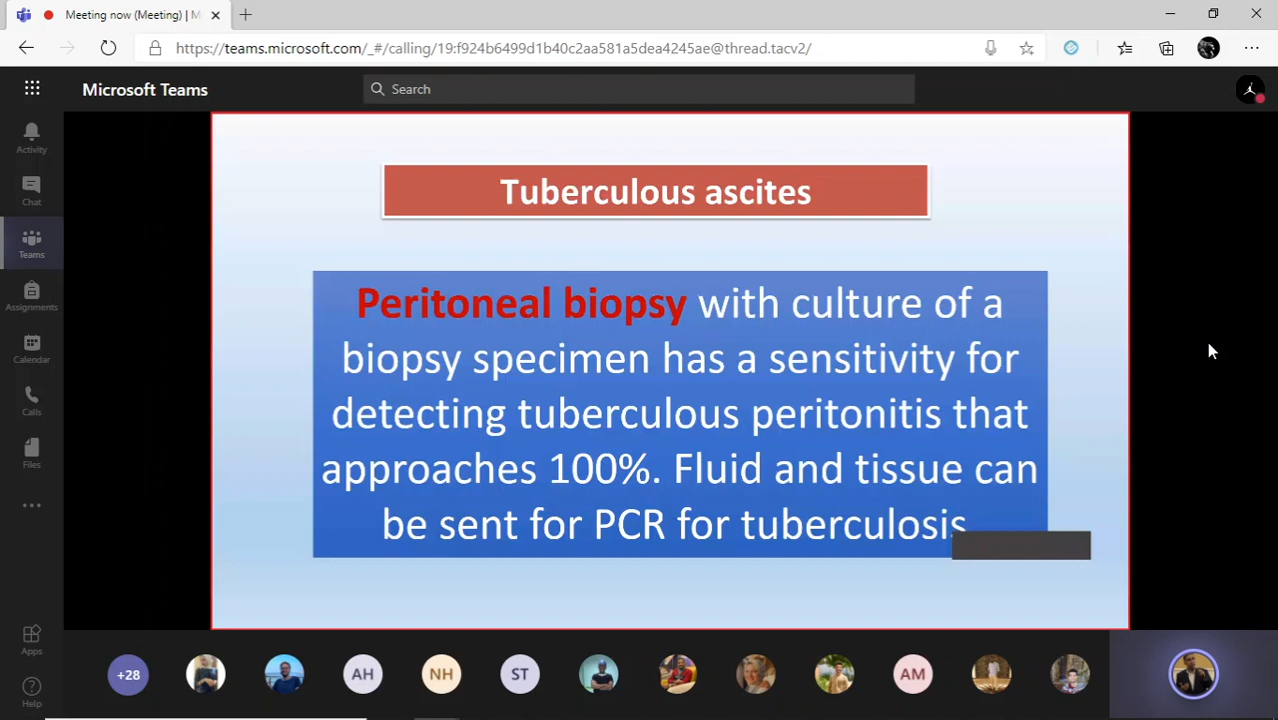 Meeting now (Meeting) | M
https://teams.microsoft.com/_#/calling/19:f924b6499d1b40c2aa581a5dea4245ae@thread.tacv2/
Microsoft Teams
Search
Activity
Chat
Teams
Assignments
Calendar
Calls
Files
Apps
Help
Tuberculous ascites
Peritoneal biopsy with culture of a
biopsy specimen has a sensitivity for
detecting tuberculous peritonitis that
approaches 100%. Fluid and tissue can
be sent for PCR for tuberculosis
+28
AH
NH
ST
AM